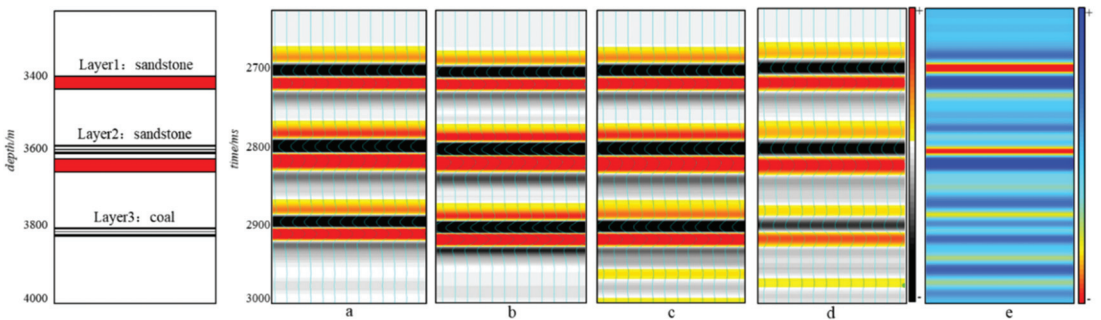 Layer1：sandstone
3400
Layer2：sandstone
3600
Layer3：coal
3800
4000
depth/m
2700
2800
2900
3000
time/ms
+
-
+
-
a
b
c
d
e